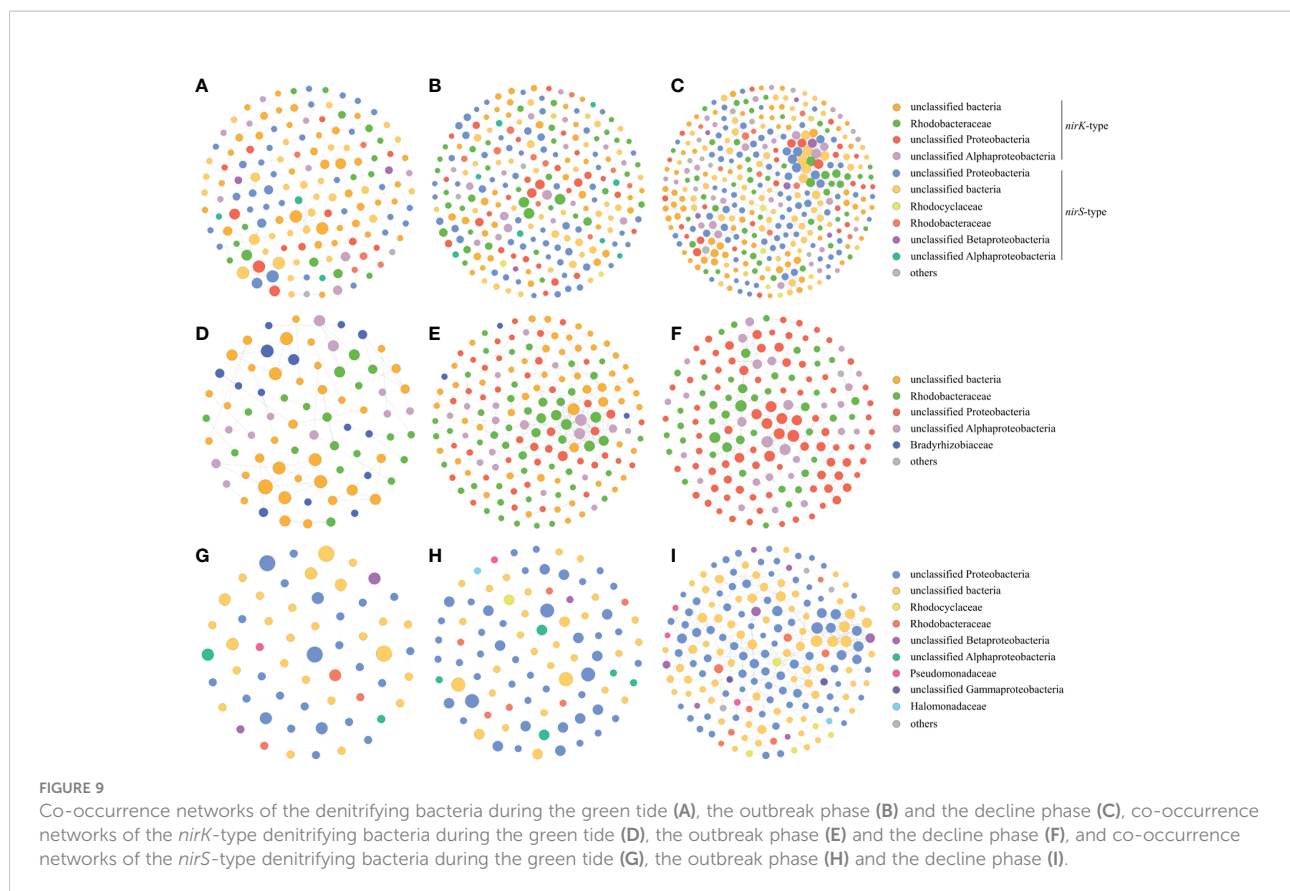 A
B
C
unclassified bacteria
Rhodobacteraceae
unclassified Proteobacteria
unclassified Alphaproteobacteria
nirK-type
unclassified Proteobacteria
unclassified bacteria
Rhodocyclaceae
Rhodobacteraceae
unclassified Betaproteobacteria
unclassified Alphaproteobacteria
nirS-type
others
D
E
F
unclassified bacteria
Rhodobacteraceae
unclassified Proteobacteria
unclassified Alphaproteobacteria
Bradyrhizobiaceae
others
G
H
I
unclassified Proteobacteria
unclassified bacteria
Rhodocyclaceae
Rhodobacteraceae
unclassified Betaproteobacteria
unclassified Alphaproteobacteria
Pseudomonadaceae
unclassified Gammaproteobacteria
Halomonadaceae
others
FIGURE 9
Co-occurrence networks of the denitrifying bacteria during the green tide (A), the outbreak phase (B) and the decline phase (C), co-occurrence
networks of the nirK-type denitrifying bacteria during the green tide (D), the outbreak phase (E) and the decline phase (F), and co-occurrence
networks of the nirS-type denitrifying bacteria during the green tide (G), the outbreak phase (H) and the decline phase (I).